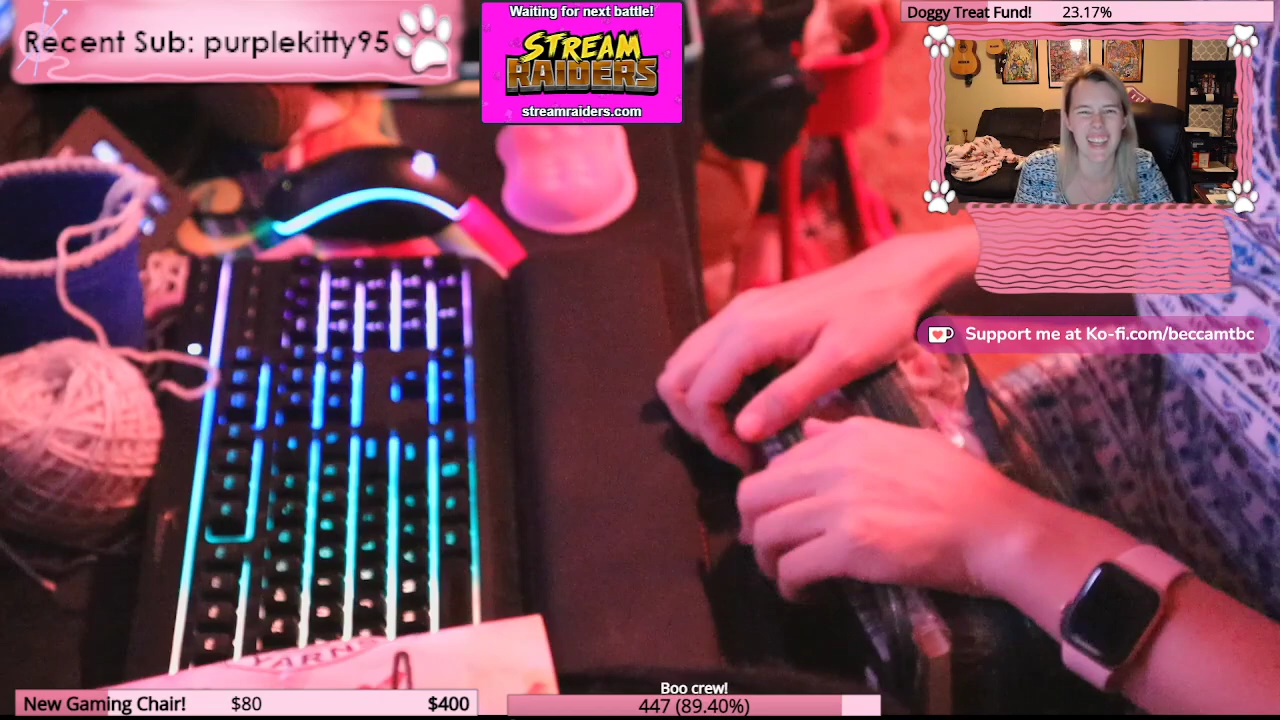 Recent Sub: purplekitty95
Waiting for next battle!
STREAM
RAIDERS
streamraiders.com
Doggy Treat Fund! 23.17%
Support me at Ko-fi.com/beccamtbc
YARNS
New Gaming Chair! $80 $400
Boo crew!
447 (89.40%)